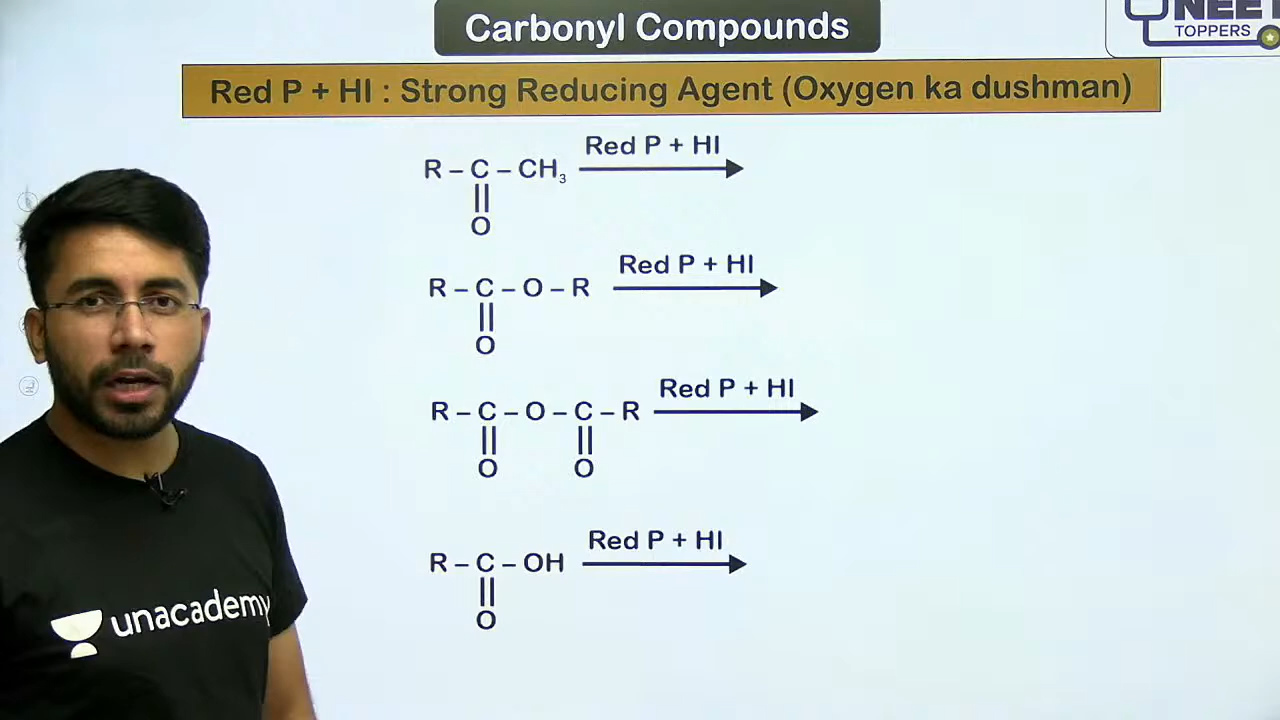 Carbonyl Compounds
NEET
TOPPERS
Red P + HI : Strong Reducing Agent (Oxygen ka dushman)
Red P + HI
R – C – CH₃
||
O
Red P + HI
R – C – O – R
||
O
Red P + HI
R – C – O – C – R
|| ||
O O
Red P + HI
R – C – OH
||
O
unacademy